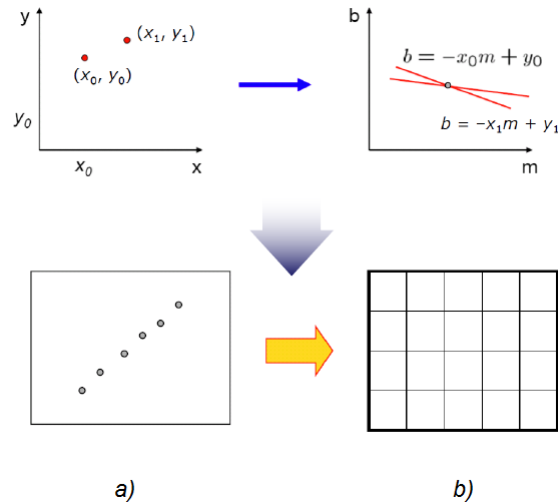 y
(x₁, y₁)
(x₀, y₀)
y₀
x₀
x
b
b = −x₀m + y₀
b = −x₁m + y₁
m
a)
b)